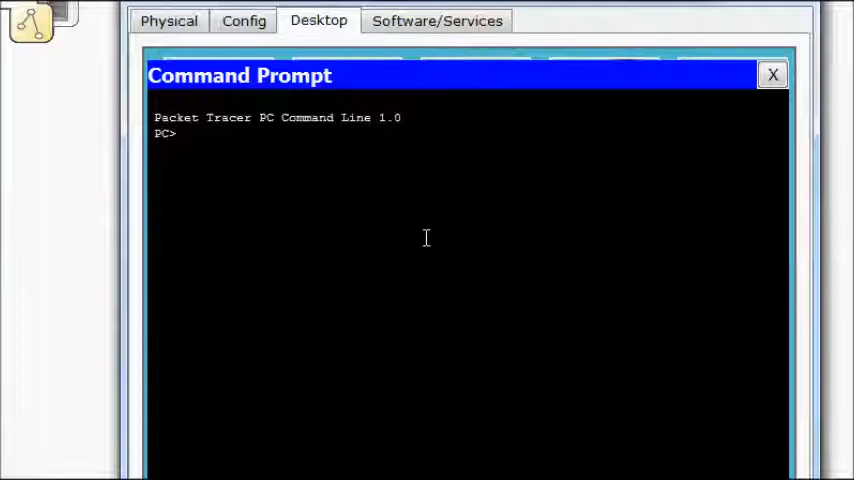 Physical Config Desktop Software/Services
Command Prompt X
Packet Tracer PC Command Line 1.0
PC>